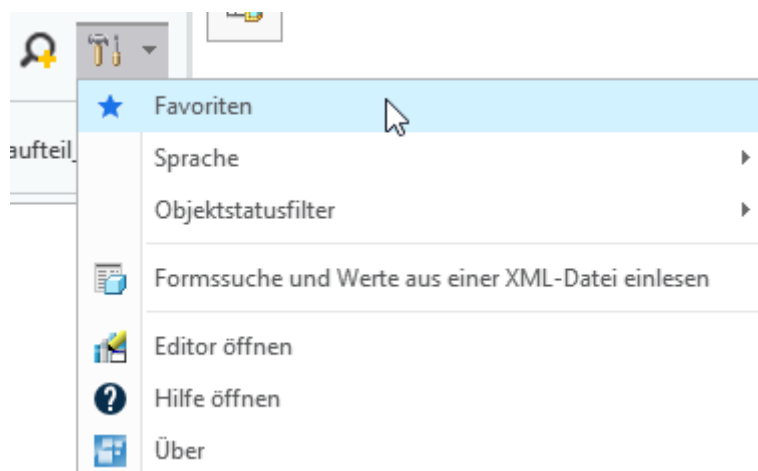 Favoriten
aufteil_
Sprache
Objektstatusfilter
Formssuche und Werte aus einer XML-Datei einlesen
Editor öffnen
Hilfe öffnen
Über